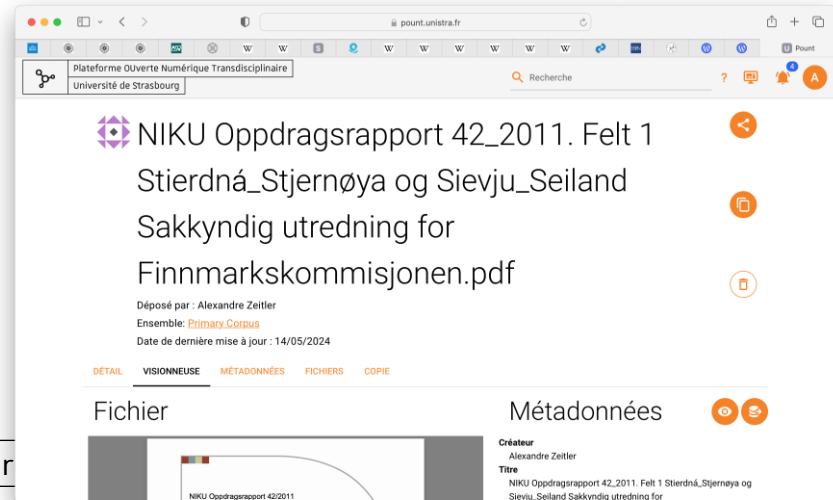 pount.unistra.fr
W W S W W W W W W Pount
Plateforme OUverte Numérique Transdisciplinaire
Université de Strasbourg
Recherche
? 4 A
NIKU Oppdragsrapport 42_2011. Felt 1
Stierdná_Stjernøya og Sievju_Seiland
Sakkyndig utredning for
Finnmarkskommisjonen.pdf
Déposé par : Alexandre Zeitler
Ensemble: Primary Corpus
Date de dernière mise à jour : 14/05/2024
DÉTAIL VISIONNEUSE MÉTADONNÉES FICHIERS COPIE
Fichier
NIKU Oppdragsrapport 42/2011
Métadonnées
Créateur
Alexandre Zeitler
Titre
NIKU Oppdragsrapport 42_2011. Felt 1 Stierdná_Stjernøya og
Sievju_Seiland Sakkyndig utredning for
r